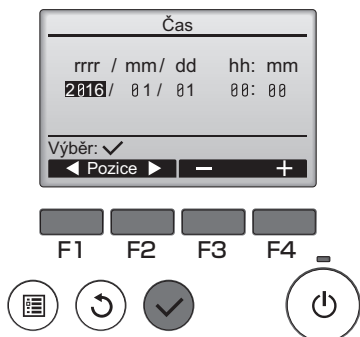 Čas
rrrr / mm/ dd hh: mm
2016/ 01/ 01 00: 00
Výběr: ✓
◀ Pozice ▶ − +
F1 F2 F3 F4